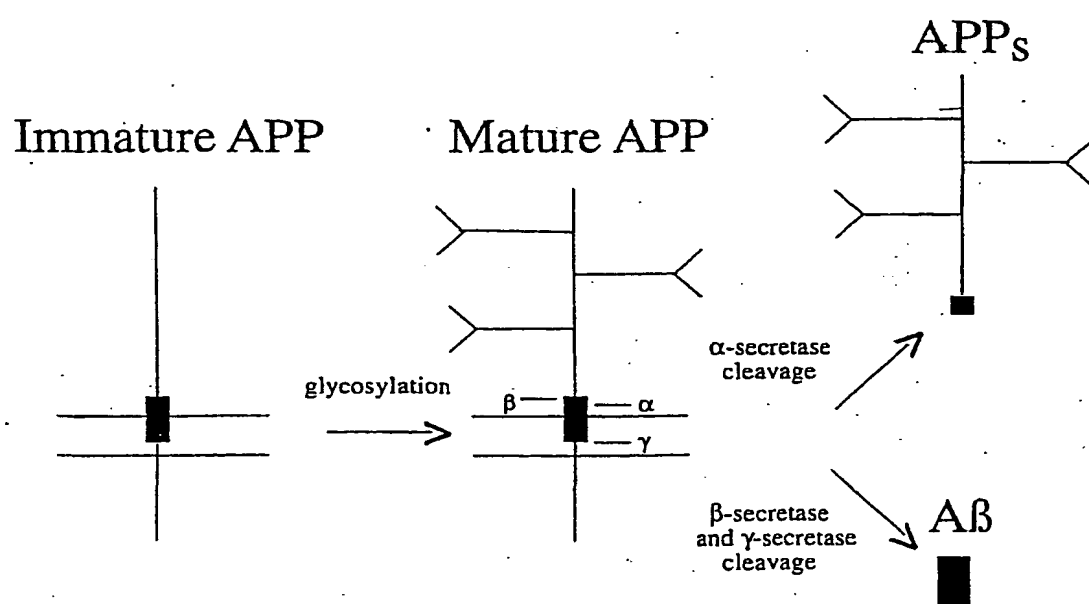 APPs
Immature APP
Mature APP
glycosylation
β
α
γ
α-secretase
cleavage
β-secretase
and γ-secretase
cleavage
Aß